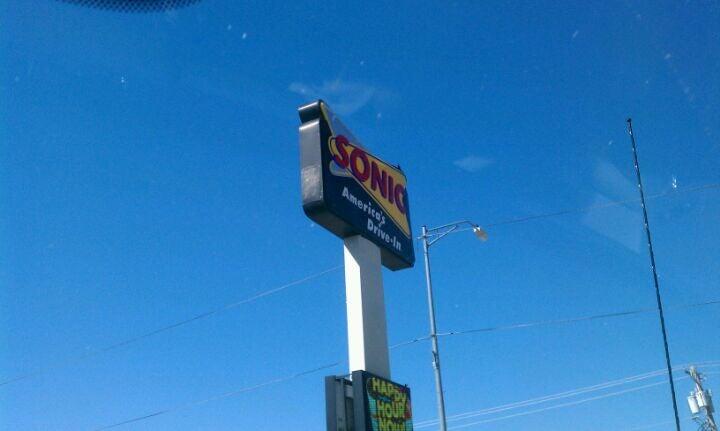 SONIC
America's
Drive-In
HAPPY
HOUR
NOW!